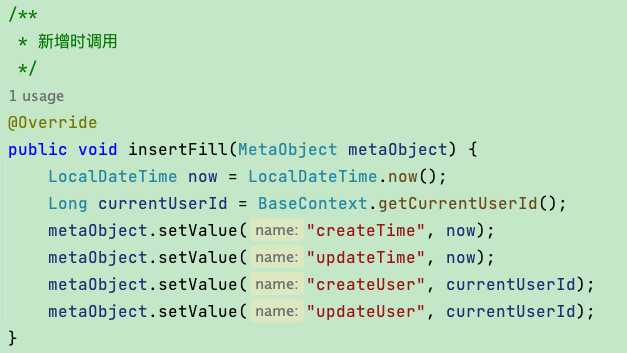 /**
 * 新增时调用
 */
1 usage
@Override
public void insertFill(MetaObject metaObject) {
    LocalDateTime now = LocalDateTime.now();
    Long currentUserId = BaseContext.getCurrentUserId();
    metaObject.setValue( name: "createTime", now);
    metaObject.setValue( name: "updateTime", now);
    metaObject.setValue( name: "createUser", currentUserId);
    metaObject.setValue( name: "updateUser", currentUserId);
}